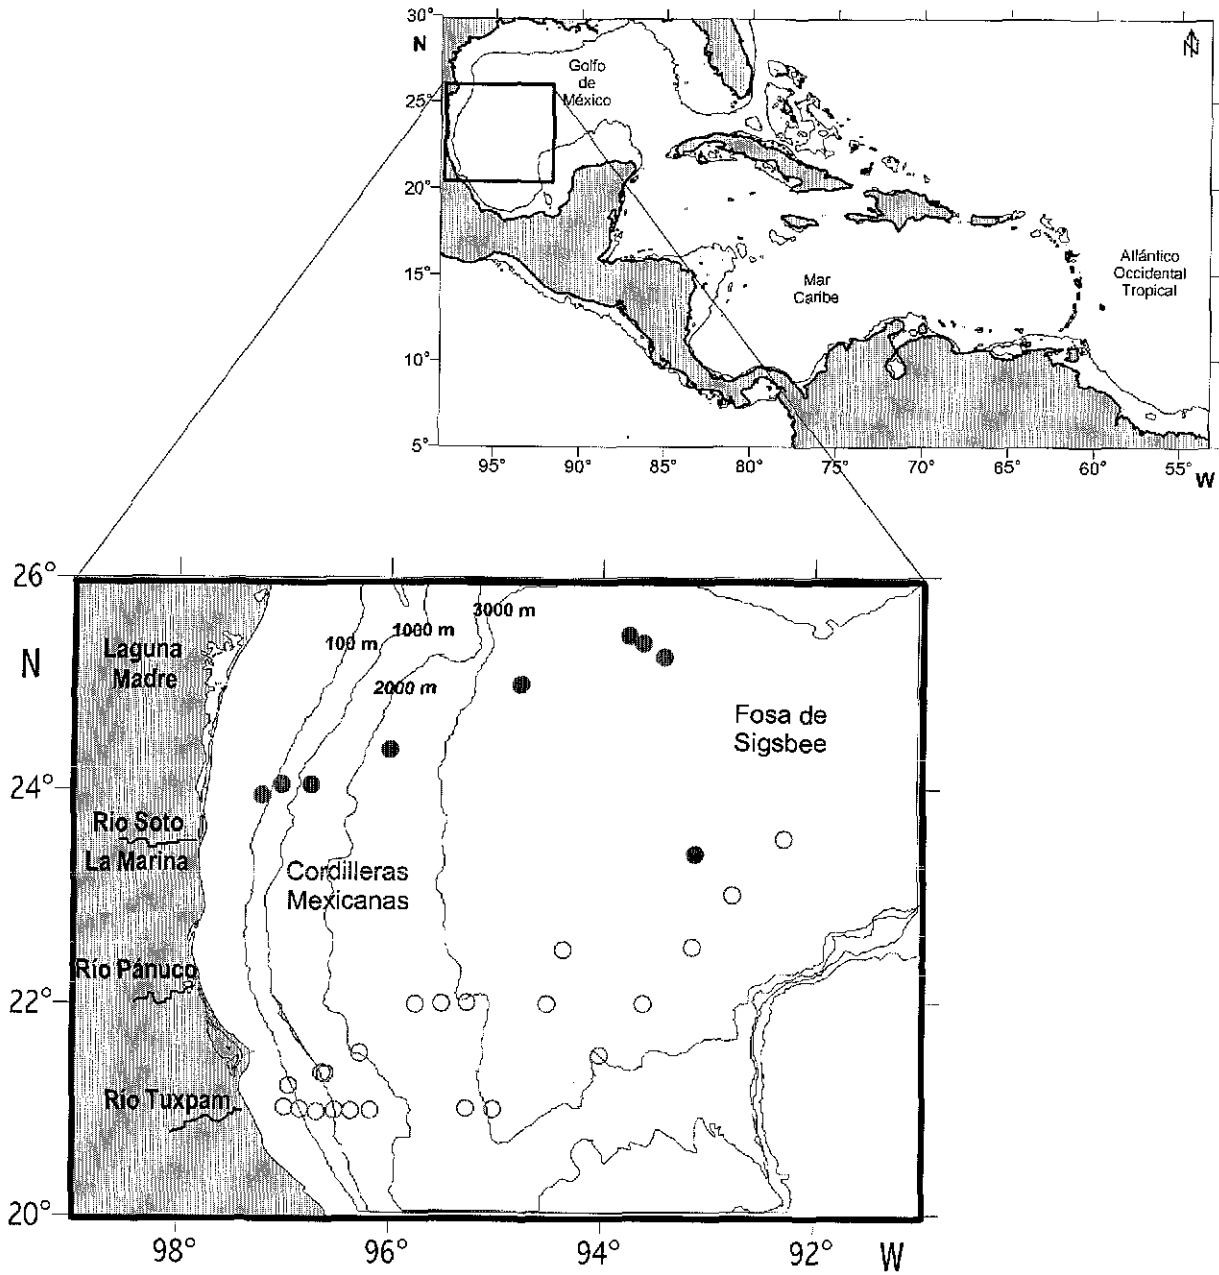 30°
N
N
Golfo
de
México
25°
20°
15°
10°
5°
Mar
Caribe
Atlántico
Occidental
Tropical
95°
90°
85°
80°
75°
70°
65°
60°
55°
W
26°
N
24°
22°
20°
Laguna
Madre
100 m
1000 m
3000 m
2000 m
Fosa de
Sigsbee
Rio Soto
La Marina
Cordilleras
Mexicanas
Río Pánuco
Río Tuxpam
98°
96°
94°
92°
W